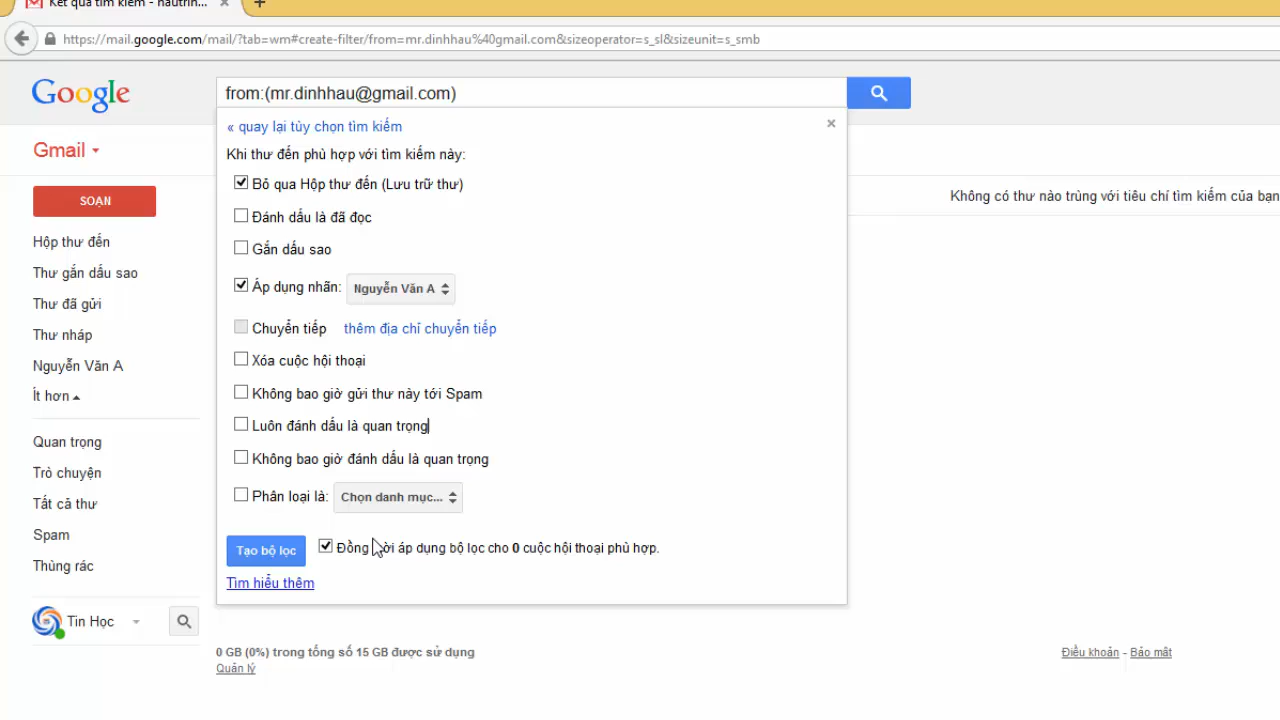 Kết quả tìm kiếm - hautrin...
https://mail.google.com/mail/?tab=wm#create-filter/from=mr.dinhhau%40gmail.com&sizeoperator=s_sl&sizeunit=s_smb
Google
from:(mr.dinhhau@gmail.com)
« quay lại tùy chọn tìm kiếm
Gmail
Khi thư đến phù hợp với tìm kiếm này:
SOẠN
Bỏ qua Hộp thư đến (Lưu trữ thư)
Không có thư nào trùng với tiêu chí tìm kiếm của bạn
Đánh dấu là đã đọc
Hộp thư đến
Gắn dấu sao
Thư gắn dấu sao
Áp dụng nhãn: Nguyễn Văn A
Thư đã gửi
Chuyển tiếp thêm địa chỉ chuyển tiếp
Thư nháp
Xóa cuộc hội thoại
Nguyễn Văn A
Không bao giờ gửi thư này tới Spam
Ít hơn
Luôn đánh dấu là quan trọng
Quan trọng
Không bao giờ đánh dấu là quan trọng
Trò chuyện
Phân loại là: Chọn danh mục...
Tất cả thư
Spam
Tạo bộ lọc
Đồng thời áp dụng bộ lọc cho 0 cuộc hội thoại phù hợp.
Thùng rác
Tìm hiểu thêm
Tin Học
0 GB (0%) trong tổng số 15 GB được sử dụng
Quản lý
Điều khoản - Bảo mật